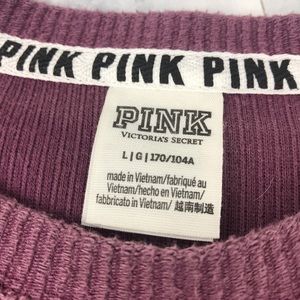 PINK PINK PINK
PINK
VICTORIA'S SECRET
L | G | 170/104A
made in Vietnam/fabriqué au
Vietnam/hecho en Vietnam/
fabbricato in Vietnam/ 越南制造